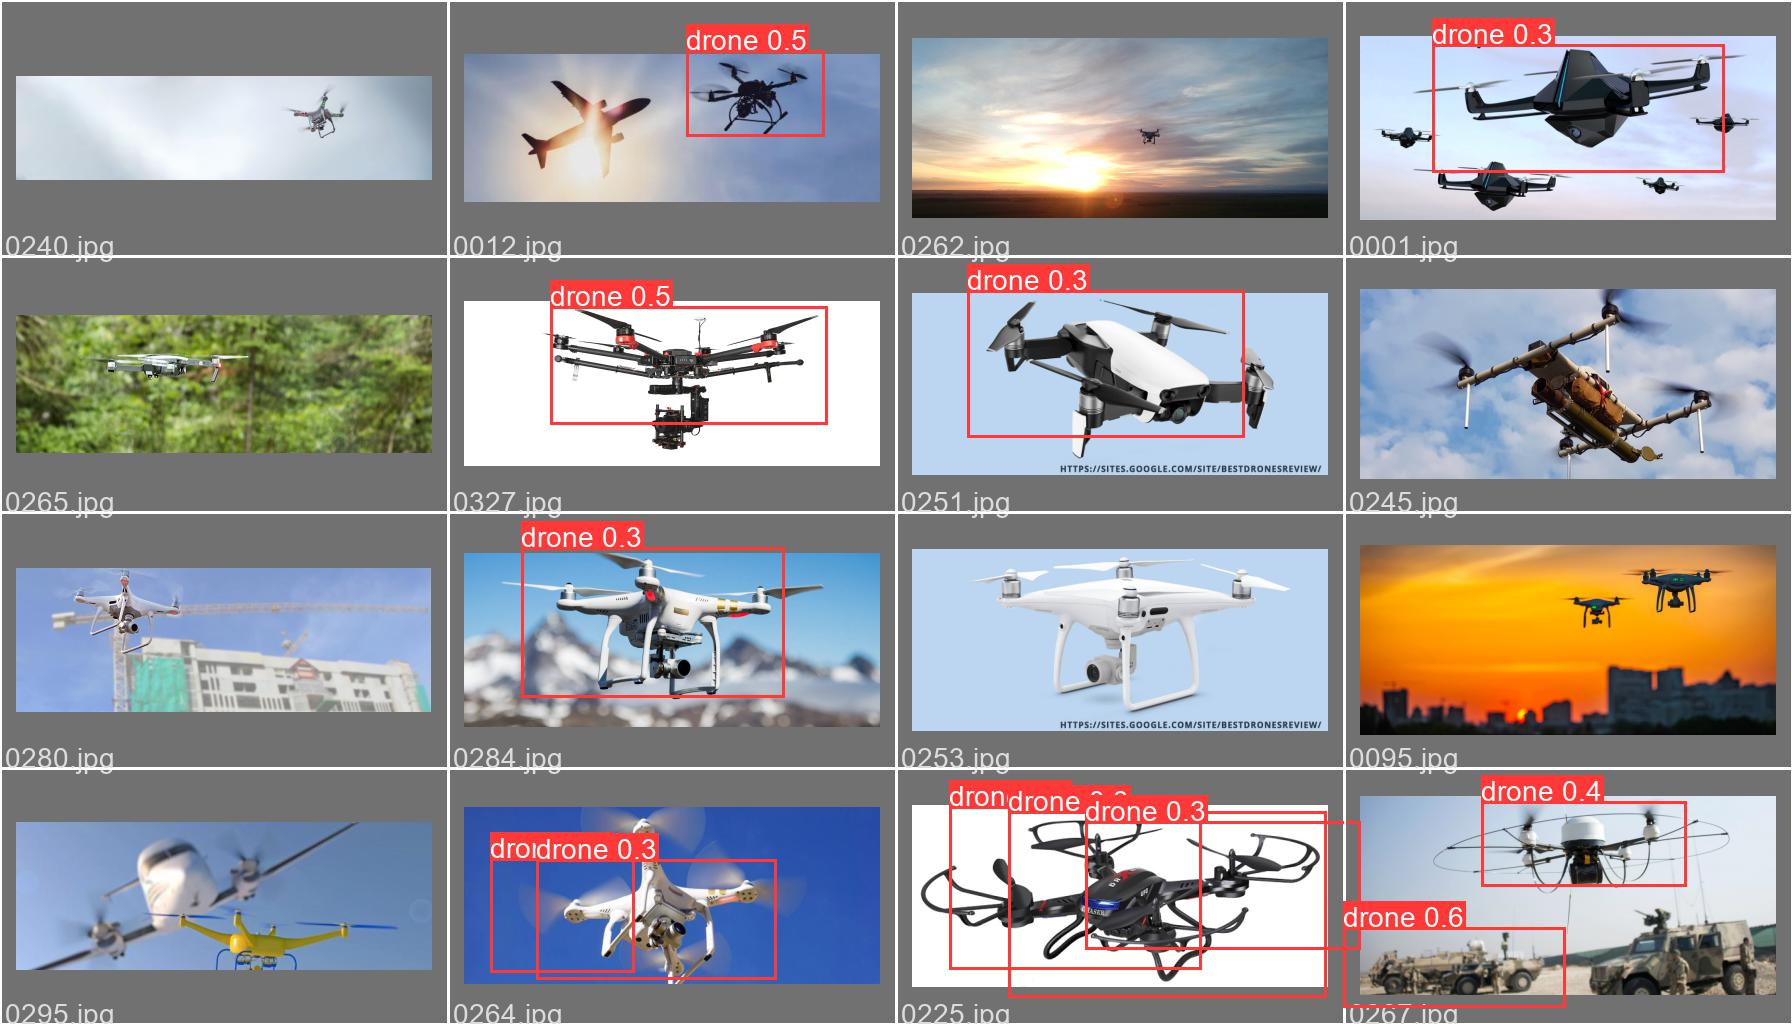 drone 0.5
drone 0.3
240.jpg
0012.jpg
0262.jpg
0001.jpg
drone 0.5
drone 0.3
HTTPS://SITES.GOOGLE.COM/SITE/BESTDRONESREVIEW/
0265.jpg
0327.jpg
0251.jpg
0245.jpg
drone 0.3
HTTPS://SITES.GOOGLE.COM/SITE/BESTDRONESREVIEW/
0280.jpg
0284.jpg
0253.jpg
0095.jpg
drone 0.4
dron
drone
drone 0.3
drone 0.3
drone 0.6
0295.jpg
0264.jpg
0225.jpg
0267.jpg